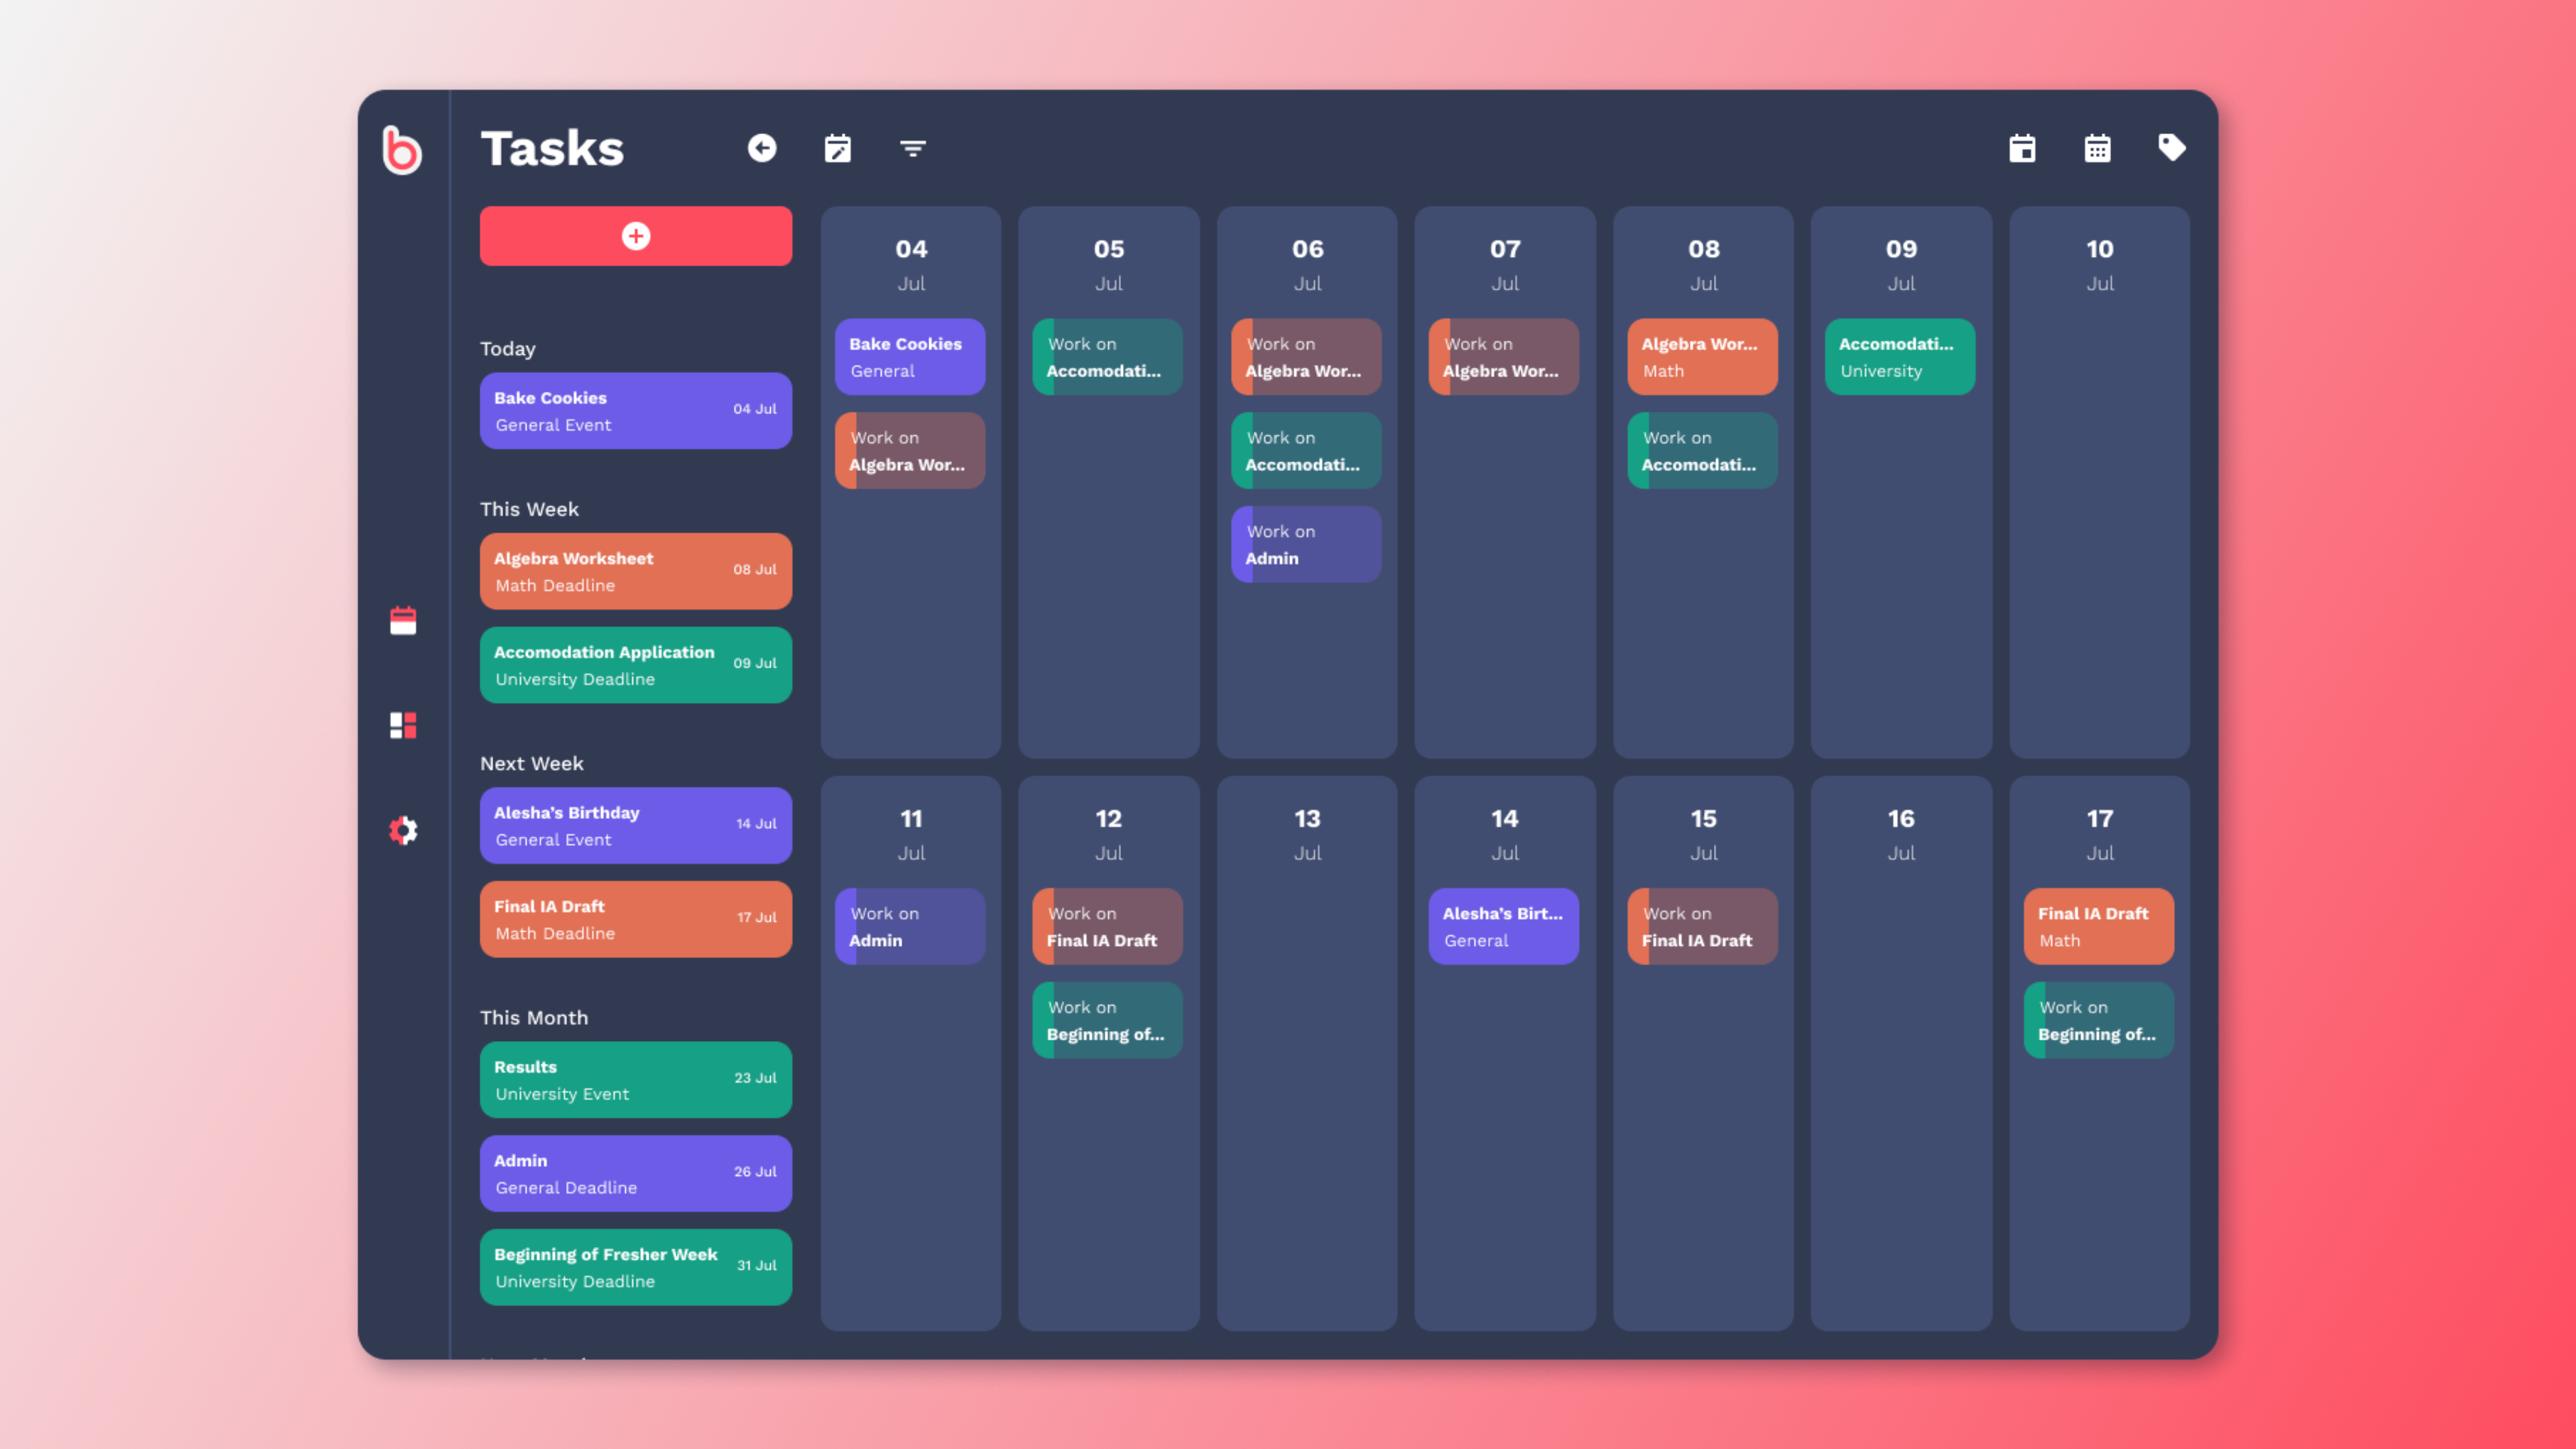 Tasks
Today
Bake Cookies
General Event
04 Jul
This Week
Algebra Worksheet
Math Deadline
08 Jul
Accomodation Application
University Deadline
09 Jul
Next Week
Alesha's Birthday
General Event
14 Jul
Final IA Draft
Math Deadline
17 Jul
This Month
Results
University Event
23 Jul
Admin
General Deadline
26 Jul
Beginning of Fresher Week
University Deadline
31 Jul
04
Jul
Bake Cookies
General
Work on
Algebra Wor...
05
Jul
Work on
Accomodati...
06
Jul
Work on
Algebra Wor...
Work on
Accomodati...
Work on
Admin
07
Jul
Work on
Algebra Wor...
08
Jul
Algebra Wor...
Math
Work on
Accomodati...
09
Jul
Accomodati...
University
10
Jul
11
Jul
Work on
Admin
12
Jul
Work on
Final IA Draft
Work on
Beginning of...
13
Jul
14
Jul
Alesha's Birt...
General
15
Jul
Work on
Final IA Draft
16
Jul
17
Jul
Final IA Draft
Math
Work on
Beginning of...